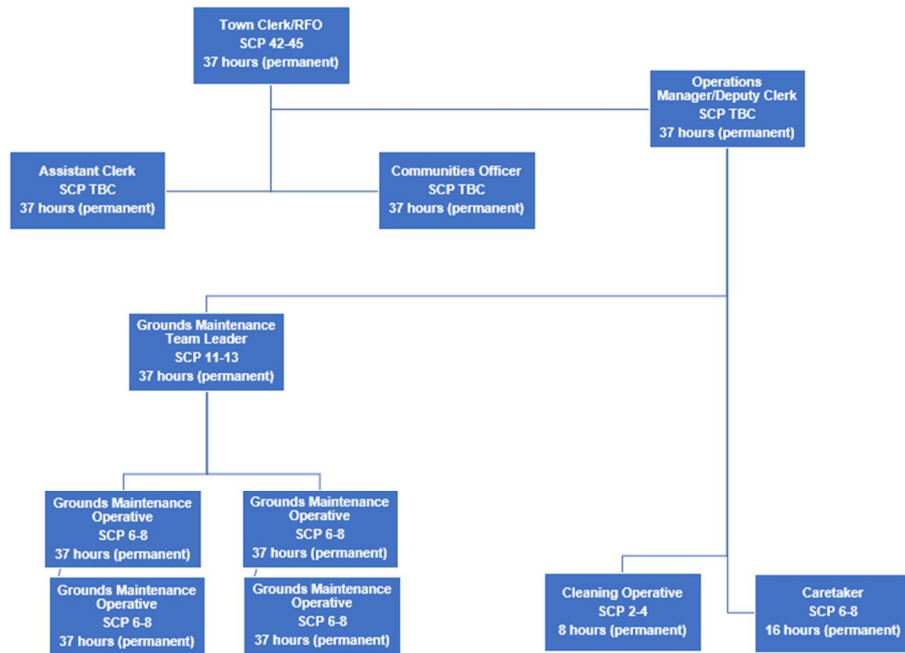 Town Clerk/RFO
SCP 42-45
37 hours (permanent)
Operations
Manager/Deputy Clerk
SCP TBC
37 hours (permanent)
Assistant Clerk
SCP TBC
37 hours (permanent)
Communities Officer
SCP TBC
37 hours (permanent)
Grounds Maintenance
Team Leader
SCP 11-13
37 hours (permanent)
Grounds Maintenance
Operative
SCP 6-8
37 hours (permanent)
Grounds Maintenance
Operative
SCP 6-8
37 hours (permanent)
Grounds Maintenance
Operative
SCP 6-8
37 hours (permanent)
Grounds Maintenance
Operative
SCP 6-8
37 hours (permanent)
Cleaning Operative
SCP 2-4
8 hours (permanent)
Caretaker
SCP 6-8
16 hours (permanent)